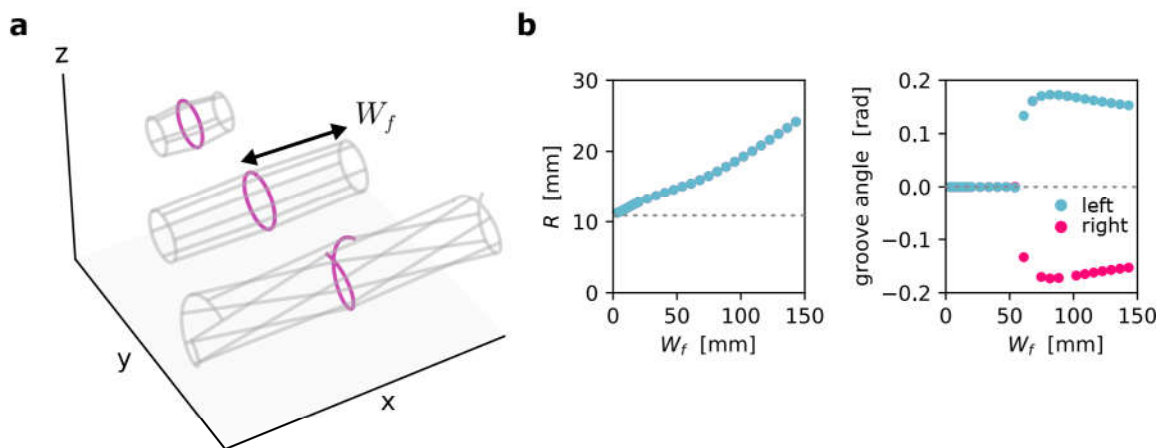 a
z
W_f
y
x
b
30
20
10
0
R [mm]
0 50 100 150
W_f [mm]
0.2
0.1
0.0
−0.1
−0.2
groove angle [rad]
left
right
0 50 100 150
W_f [mm]